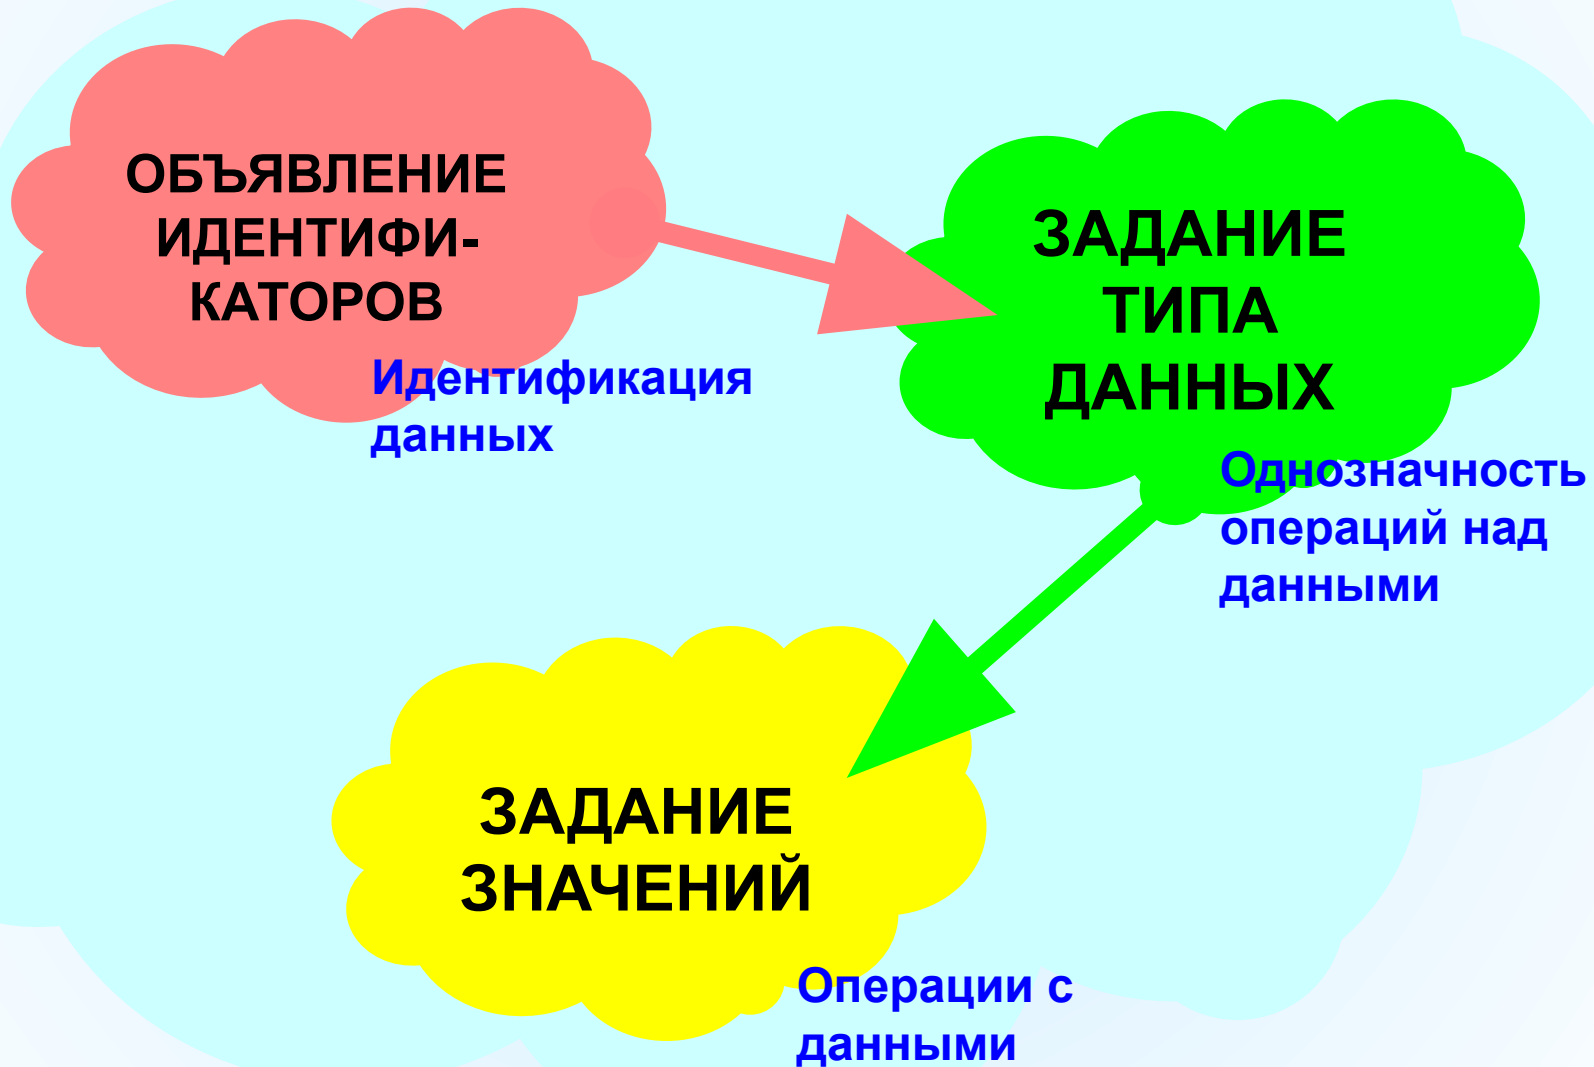 ОБЪЯВЛЕНИЕ
ИДЕНТИФИ-
КАТОРОВ
Идентификация
данных
ЗАДАНИЕ
ТИПА
ДАННЫХ
Однозначность
операций над
данными
ЗАДАНИЕ
ЗНАЧЕНИЙ
Операции с
данными